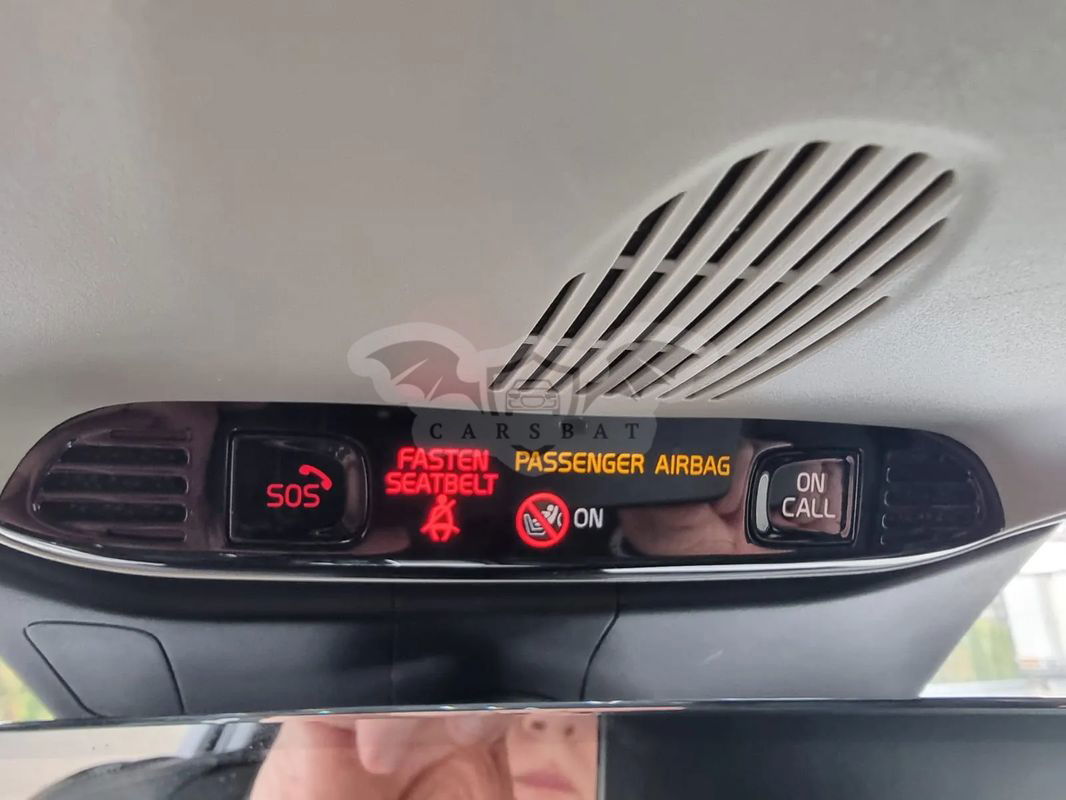 CARSBAT
SOS
FASTEN
SEATBELT
PASSENGER AIRBAG
ON
ON
CALL